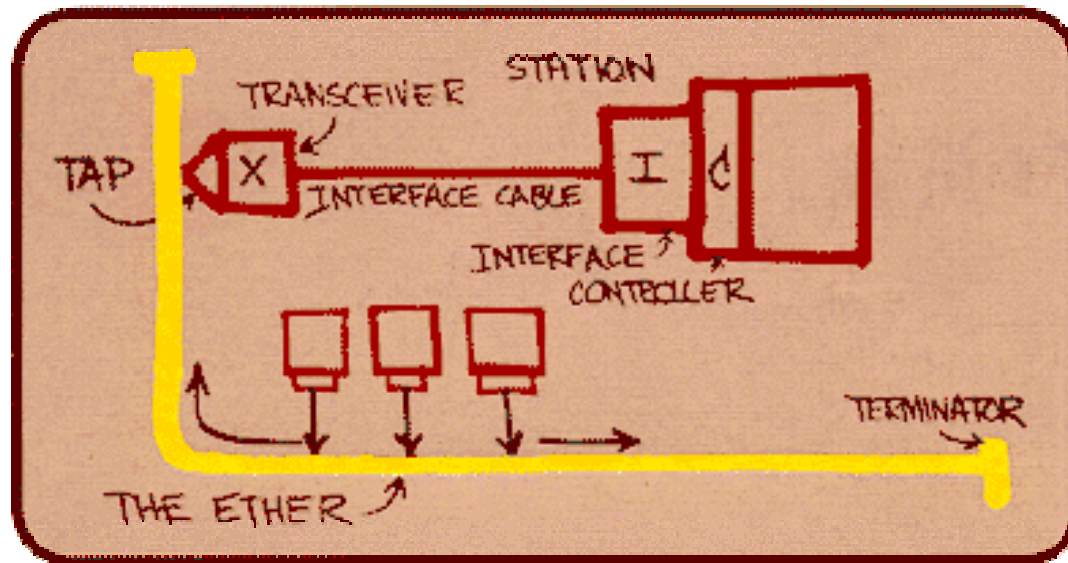 STATION
TRANSCEIVER
TAP
X
I
C
INTERFACE CABLE
INTERFACE
CONTROLLER
TERMINATOR
THE ETHER